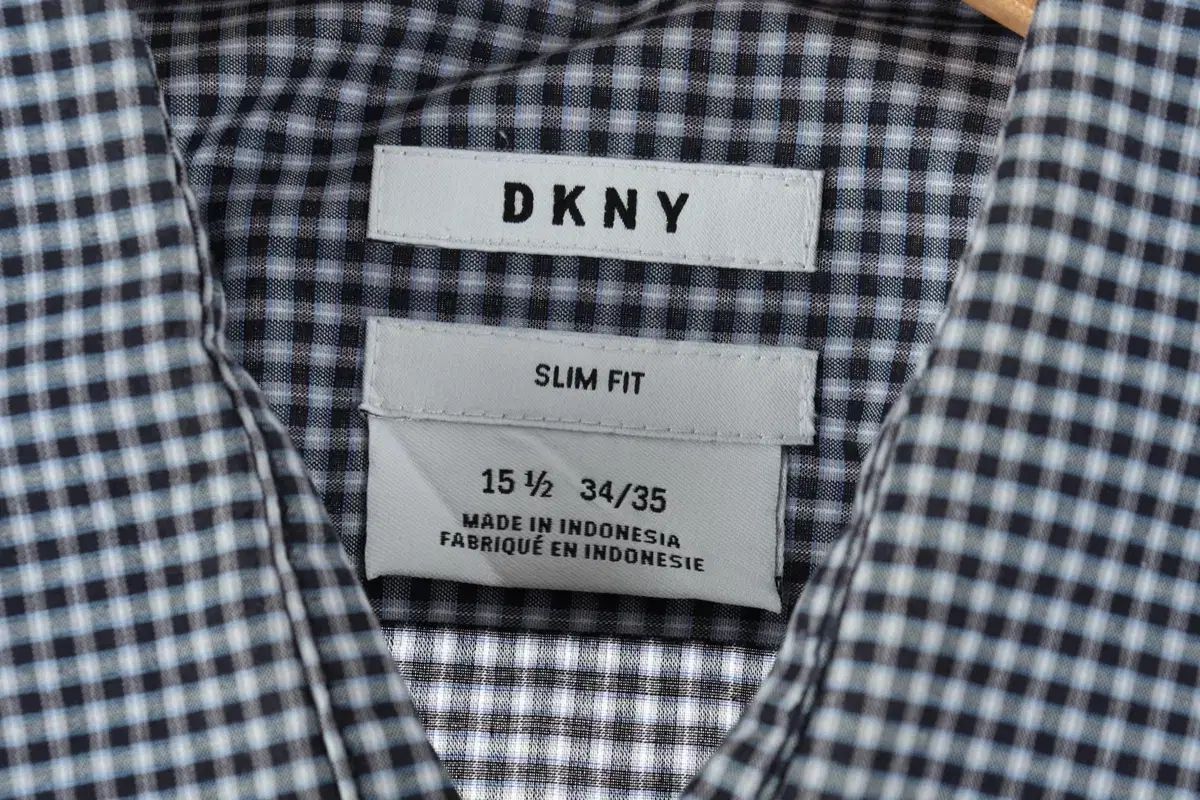 DKNY
SLIM FIT
15 ½ 34/35
MADE IN INDONESIA
FABRIQUÉ EN INDONESIE